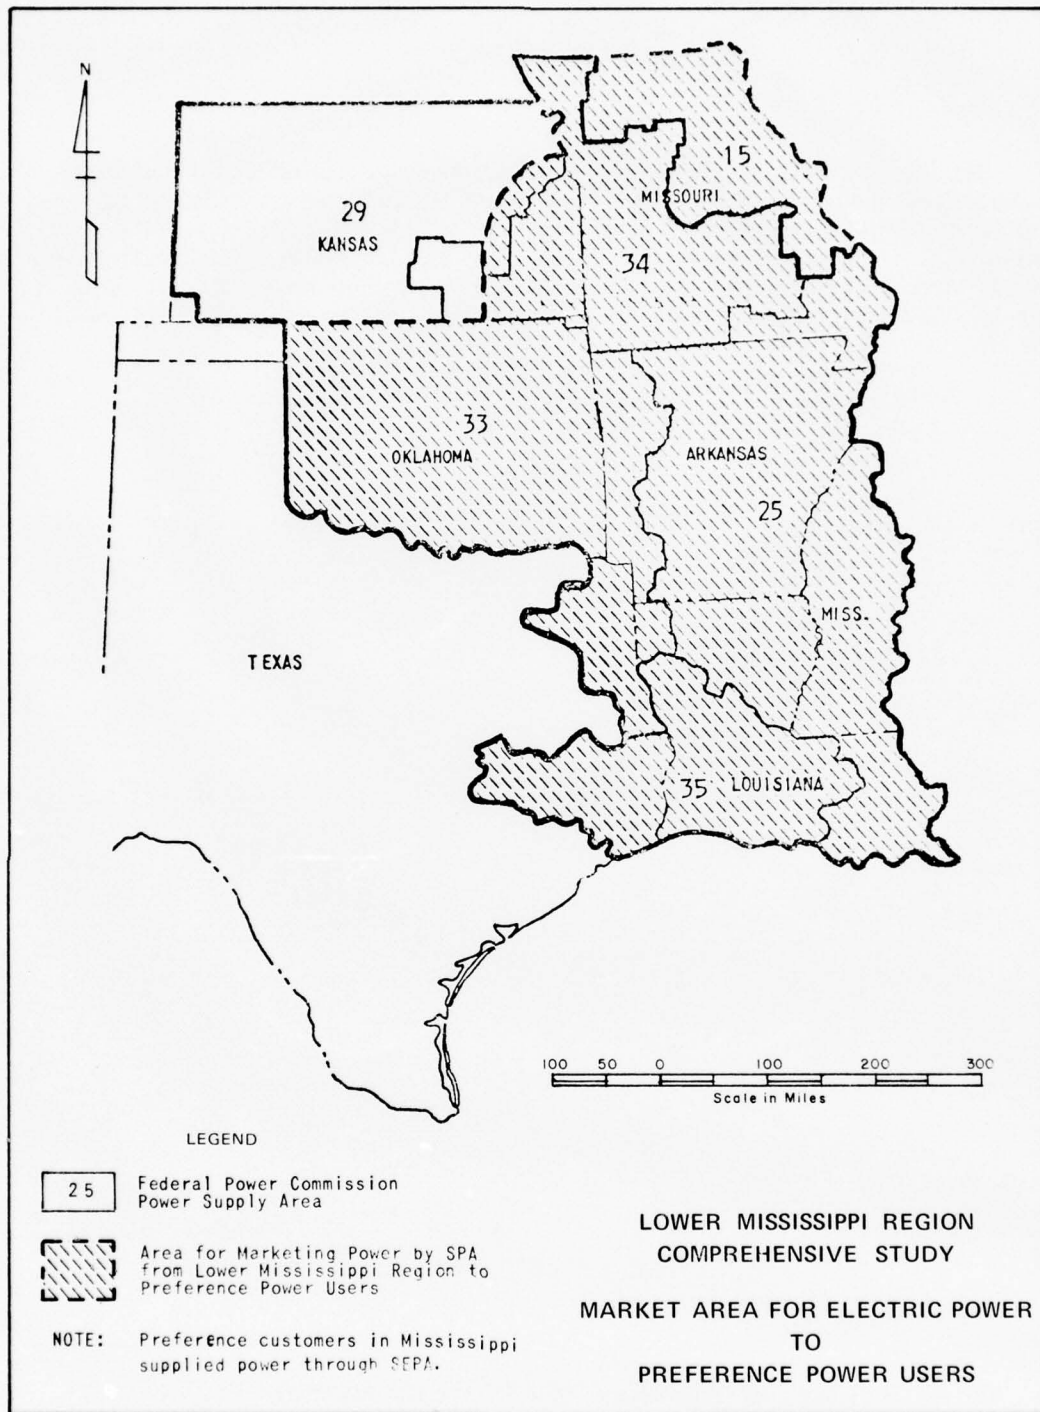 N
15
MISSOURI
29
KANSAS
34
33
OKLAHOMA
ARKANSAS
25
MISS.
TEXAS
35 LOUISIANA
100 50 0 100 200 300
Scale in Miles
LEGEND
25
Federal Power Commission
Power Supply Area
Area for Marketing Power by SPA
from Lower Mississippi Region to
Preference Power Users
NOTE: Preference customers in Mississippi
supplied power through SEPA.
LOWER MISSISSIPPI REGION
COMPREHENSIVE STUDY
MARKET AREA FOR ELECTRIC POWER
TO
PREFERENCE POWER USERS